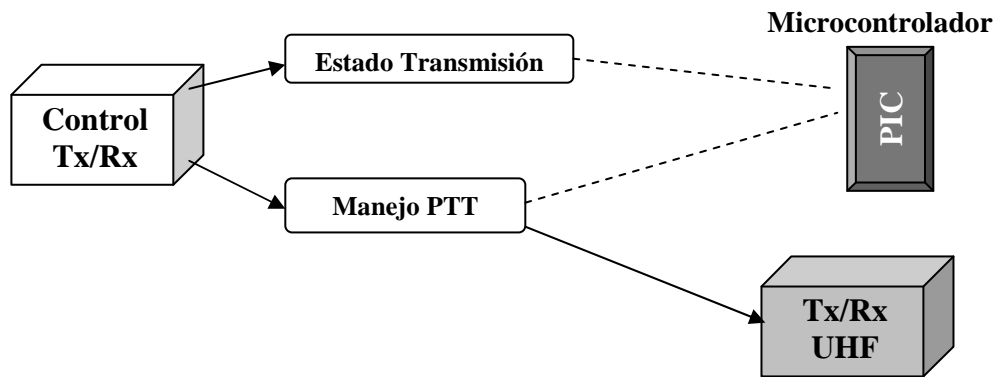 Microcontrolador
Estado Transmisión
Control
Tx/Rx
PIC
Manejo PTT
Tx/Rx
UHF